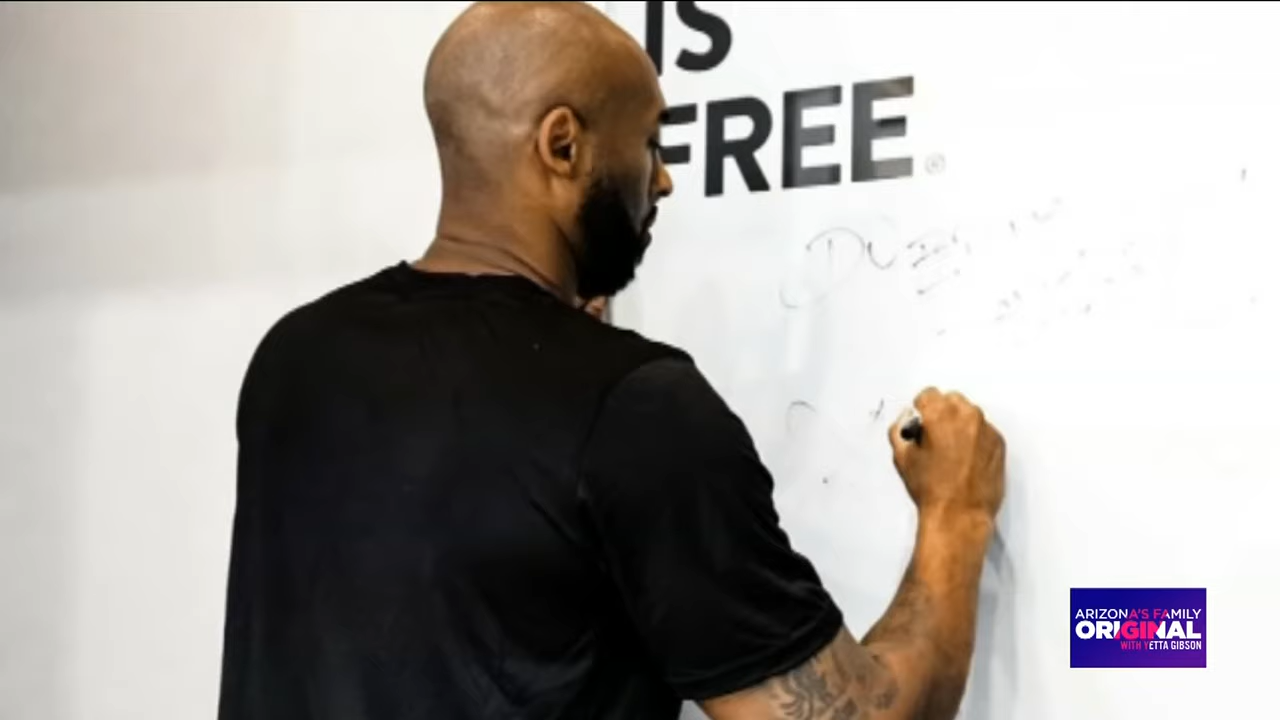 IS
FREE®
ARIZONA'S FAMILY
ORIGINAL
WITH YETTA GIBSON